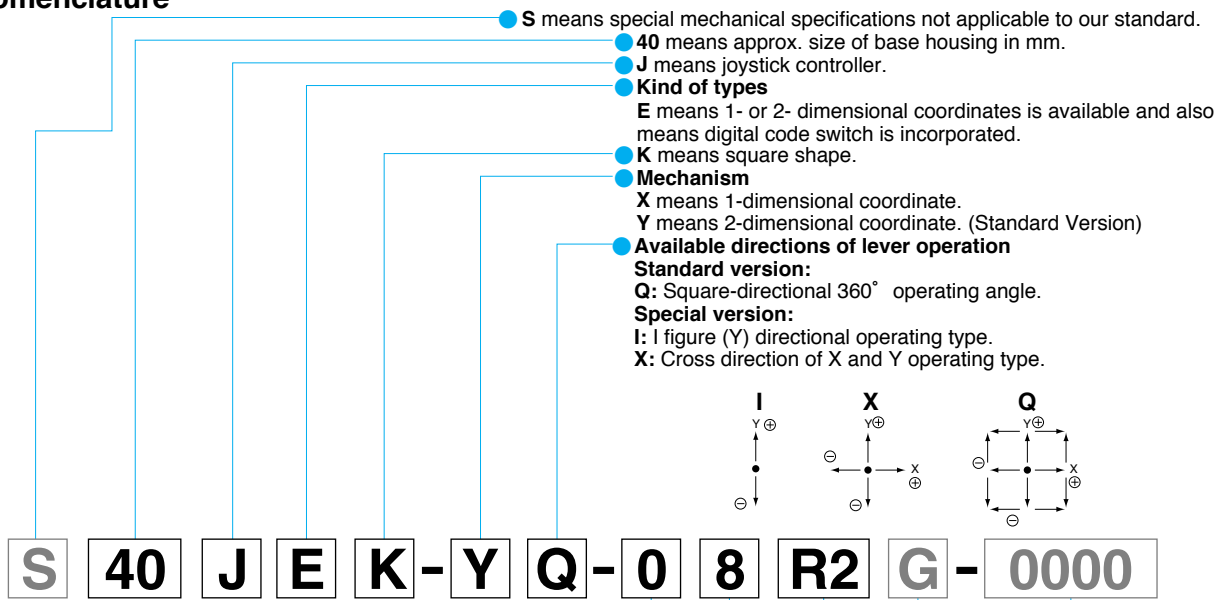 omenclature
S means special mechanical specifications not applicable to our standard.
40 means approx. size of base housing in mm.
J means joystick controller.
Kind of types
E means 1- or 2- dimensional coordinates is available and also
means digital code switch is incorporated.
K means square shape.
Mechanism
X means 1-dimensional coordinate.
Y means 2-dimensional coordinate. (Standard Version)
Available directions of lever operation
Standard version:
Q: Square-directional 360° operating angle.
Special version:
I: I figure (Y) directional operating type.
X: Cross direction of X and Y operating type.
I X Q
Y ⊕ Y⊕ Y⊕
⊖ X ⊖ X
⊕ ⊕
⊖ ⊖ ⊖
S 40 J E K - Y Q - 0 8 R2 G - 0000